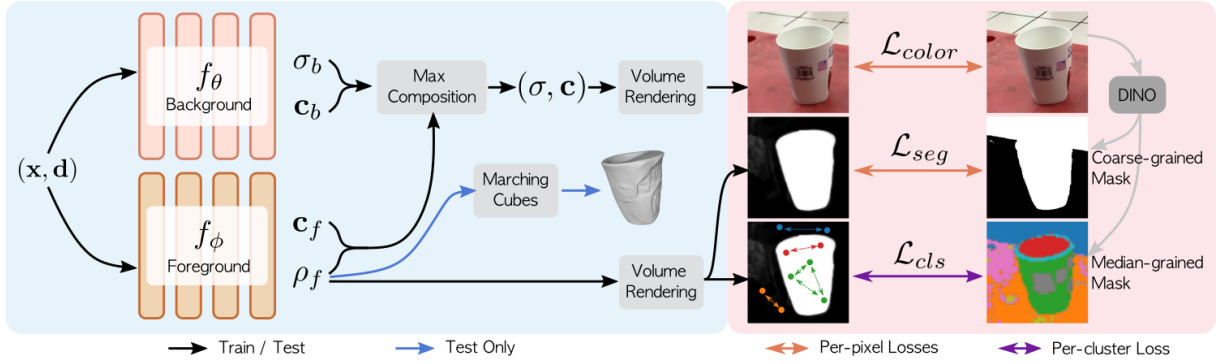 (x, d)
f_θ
Background
f_ϕ
Foreground
σ_b
c_b
c_f
ρ_f
Max
Composition
(σ, c)
Volume
Rendering
Marching
Cubes
Volume
Rendering
L_color
L_seg
L_cls
DINO
Coarse-grained
Mask
Median-grained
Mask
Train / Test
Test Only
Per-pixel Losses
Per-cluster Loss